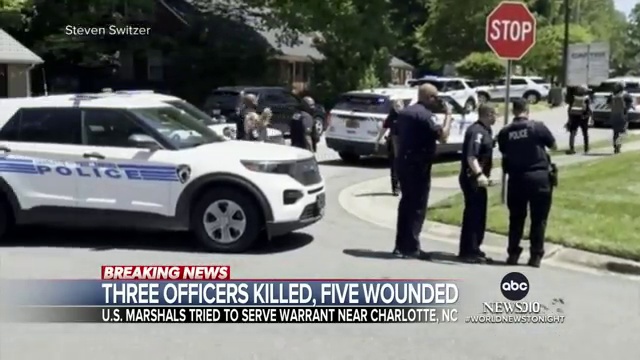 Steven Switzer
STOP
POLICE
POLICE
BREAKING NEWS
THREE OFFICERS KILLED, FIVE WOUNDED
U.S. MARSHALS TRIED TO SERVE WARRANT NEAR CHARLOTTE, NC
abc
NEWS10
#WORLDNEWSTONIGHT